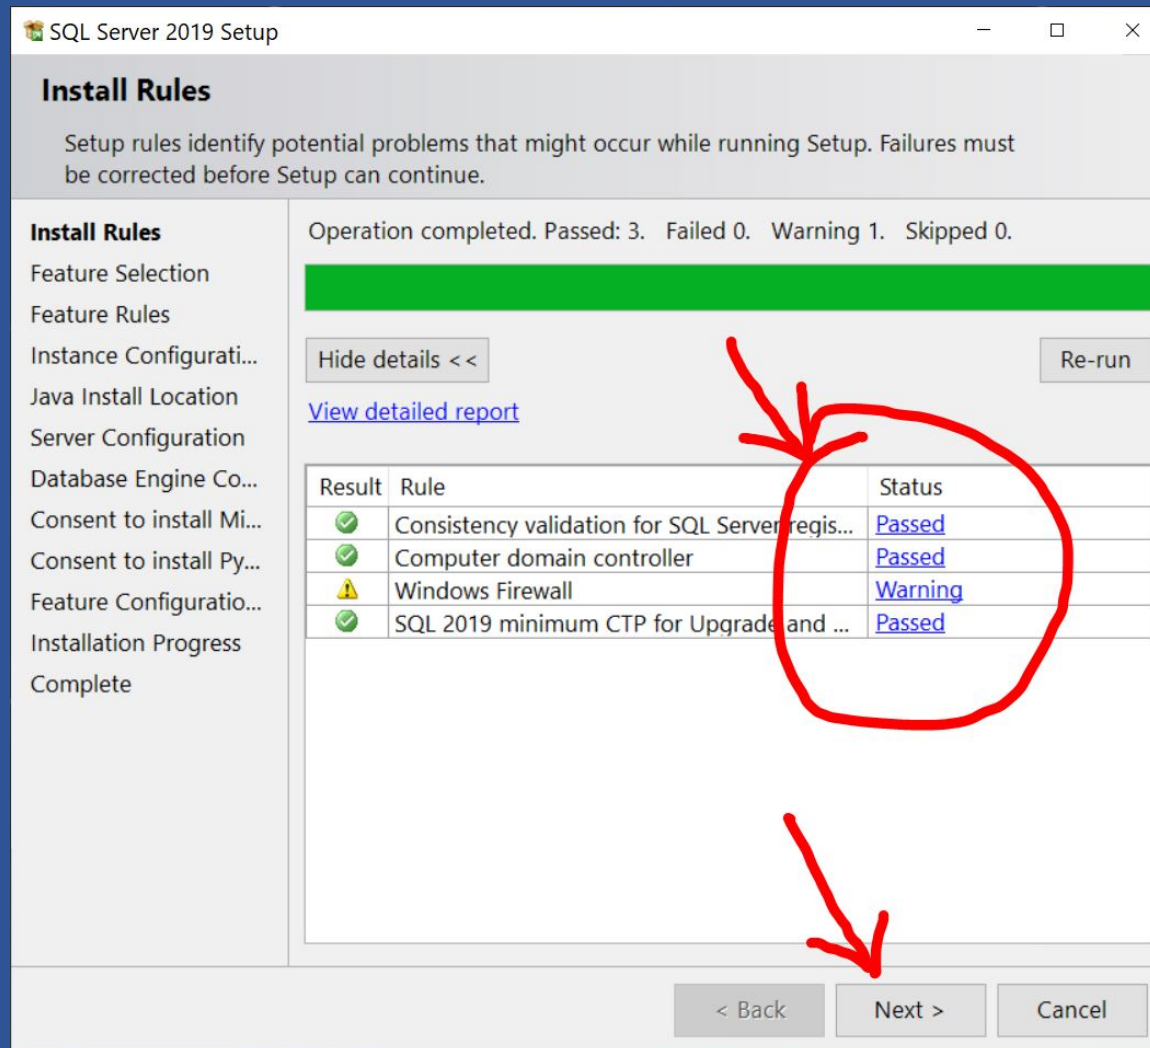 SQL Server 2019 Setup
Install Rules
Setup rules identify potential problems that might occur while running Setup. Failures must
be corrected before Setup can continue.
Install Rules
Feature Selection
Feature Rules
Instance Configurati...
Java Install Location
Server Configuration
Database Engine Co...
Consent to install Mi...
Consent to install Py...
Feature Configuratio...
Installation Progress
Complete
Operation completed. Passed: 3.   Failed 0.   Warning 1.   Skipped 0.
Hide details <<
Re-run
View detailed report
Result Rule Status
Consistency validation for SQL Server regis... Passed
Computer domain controller Passed
Windows Firewall Warning
SQL 2019 minimum CTP for Upgrade and ... Passed
< Back Next > Cancel